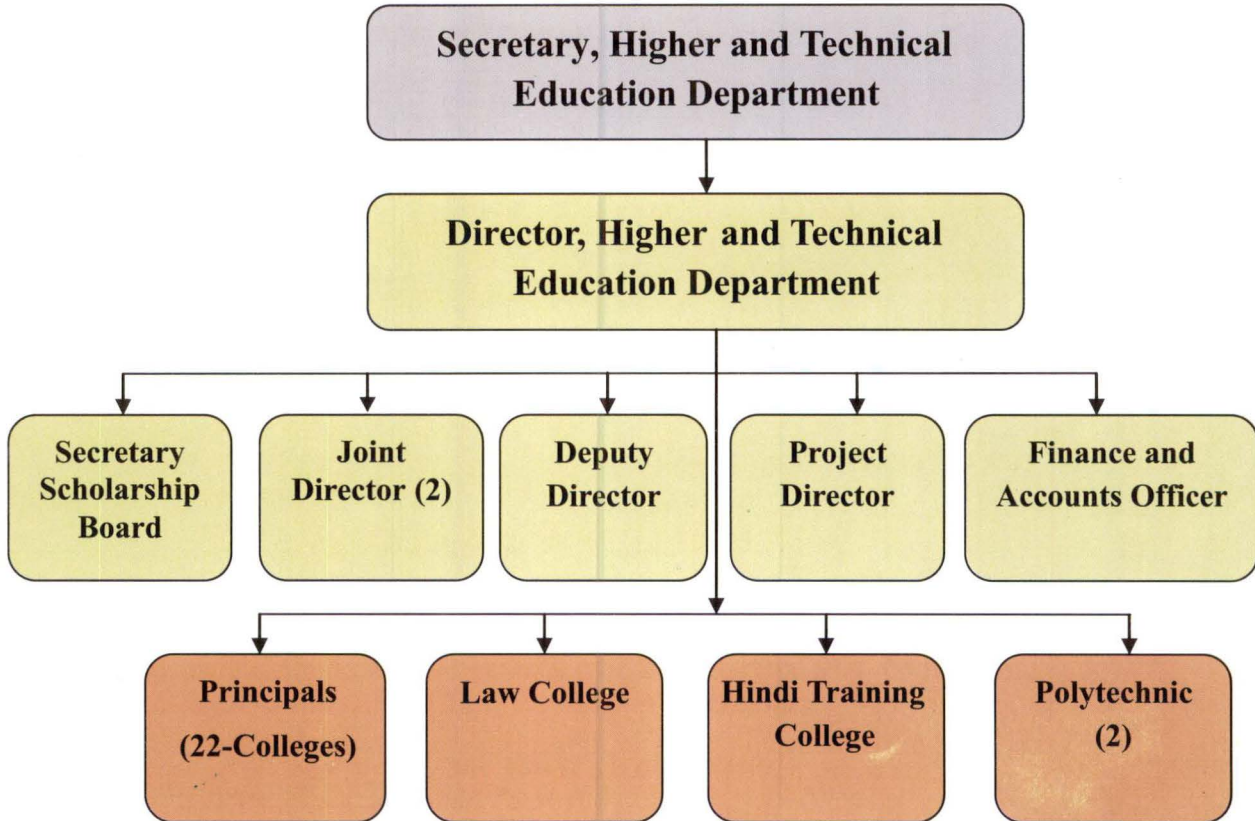 Secretary, Higher and Technical
Education Department
Director, Higher and Technical
Education Department
Secretary
Scholarship
Board
Joint
Director (2)
Deputy
Director
Project
Director
Finance and
Accounts Officer
Principals
(22-Colleges)
Law College
Hindi Training
College
Polytechnic
(2)